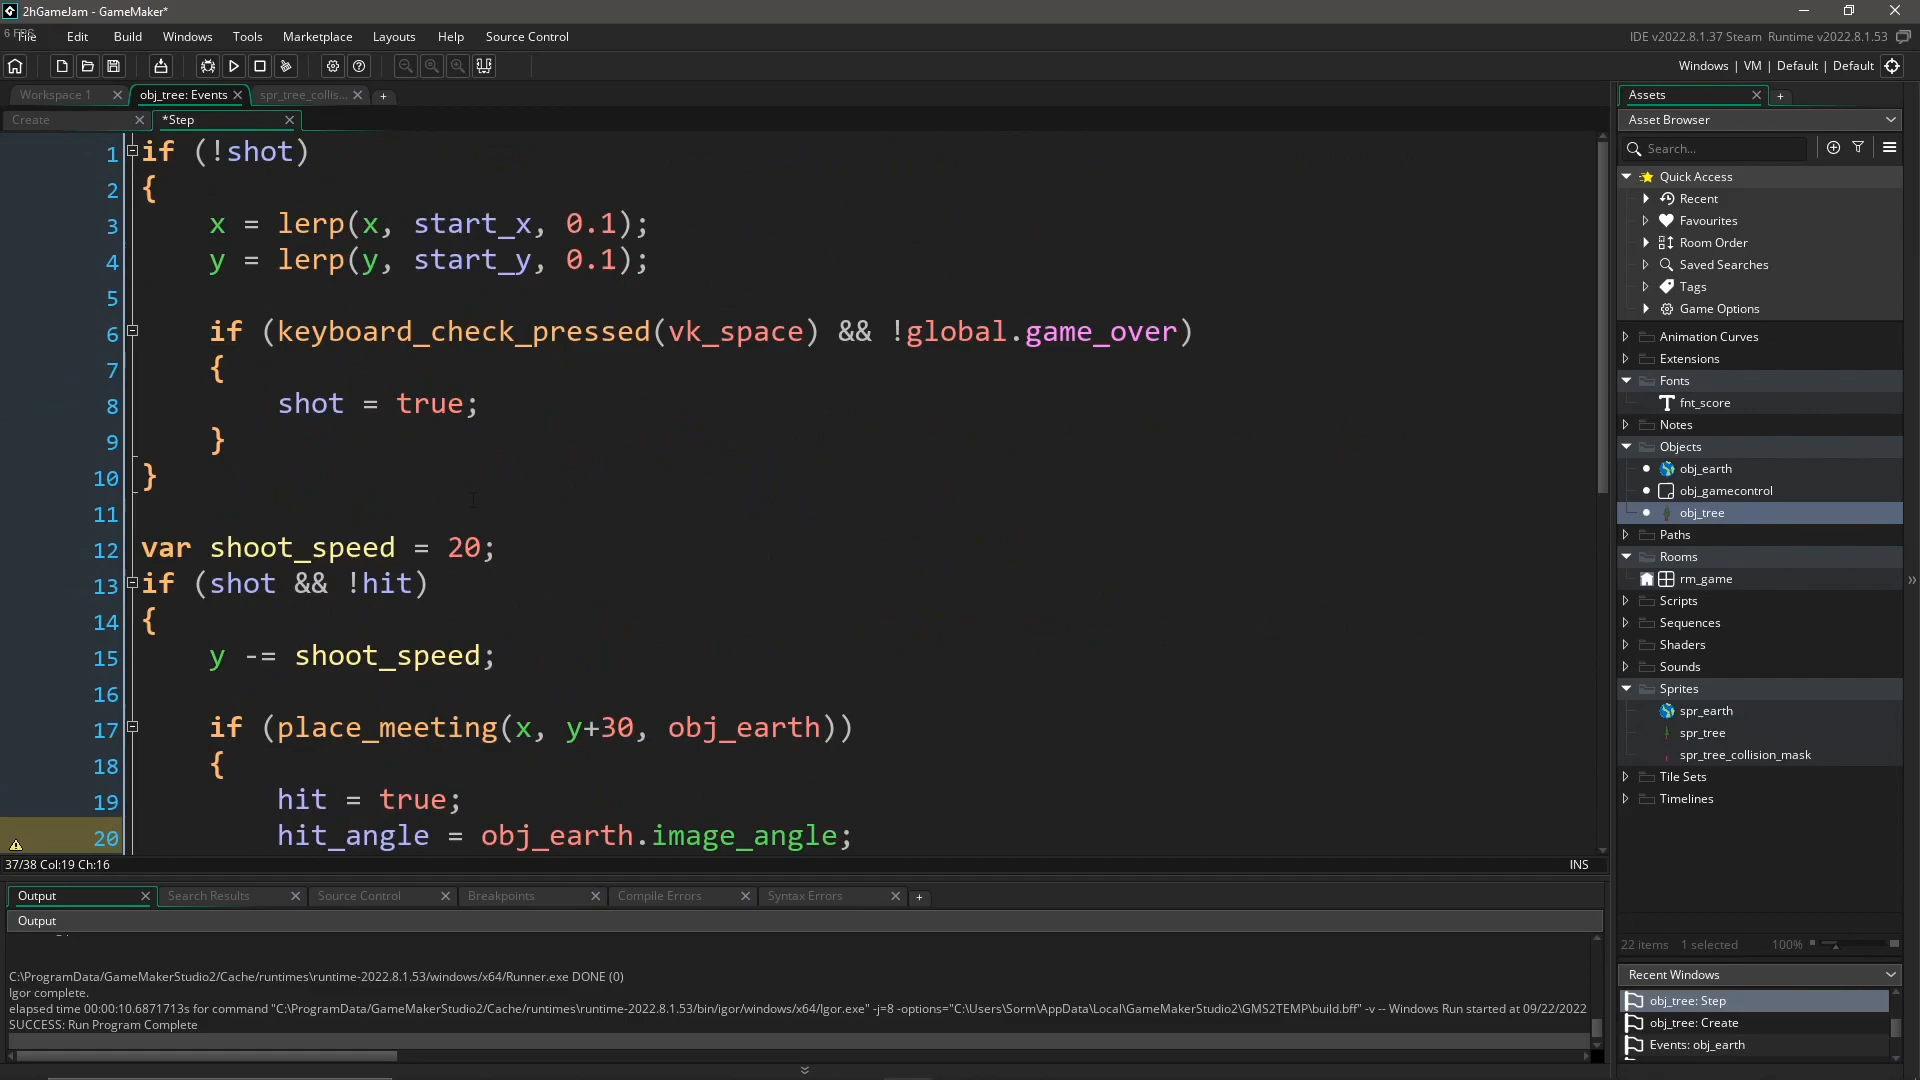 2hGameJam - GameMaker*
6 FPS
File Edit Build Windows Tools Marketplace Layouts Help Source Control
IDE v2022.8.1.37 Steam Runtime v2022.8.1.53
Windows | VM | Default | Default
Workspace 1 obj_tree: Events spr_tree_collis...
Create *Step
1 if (!shot)
2 {
3 x = lerp(x, start_x, 0.1);
4 y = lerp(y, start_y, 0.1);
5
6 if (keyboard_check_pressed(vk_space) && !global.game_over)
7 {
8 shot = true;
9 }
10 }
11
12 var shoot_speed = 20;
13 if (shot && !hit)
14 {
15 y -= shoot_speed;
16
17 if (place_meeting(x, y+30, obj_earth))
18 {
19 hit = true;
20 hit_angle = obj_earth.image_angle;
37/38 Col:19 Ch:16
INS
Output Search Results Source Control Breakpoints Compile Errors Syntax Errors
Output
C:\ProgramData/GameMakerStudio2/Cache/runtimes\runtime-2022.8.1.53/windows/x64/Runner.exe DONE (0)
Igor complete.
elapsed time 00:00:10.6871713s for command "C:\ProgramData/GameMakerStudio2/Cache/runtimes\runtime-2022.8.1.53/bin/igor/windows/x64/Igor.exe" -j=8 -options="C:\Users\Sorm\AppData\Local\GameMakerStudio2\GMS2TEMP\build.bff" -v -- Windows Run started at 09/22/2022
SUCCESS: Run Program Complete
Assets
Asset Browser
Search...
Quick Access
Recent
Favourites
Room Order
Saved Searches
Tags
Game Options
Animation Curves
Extensions
Fonts
fnt_score
Notes
Objects
obj_earth
obj_gamecontrol
obj_tree
Paths
Rooms
rm_game
Scripts
Sequences
Shaders
Sounds
Sprites
spr_earth
spr_tree
spr_tree_collision_mask
Tile Sets
Timelines
22 items 1 selected 100%
Recent Windows
obj_tree: Step
obj_tree: Create
Events: obj_earth